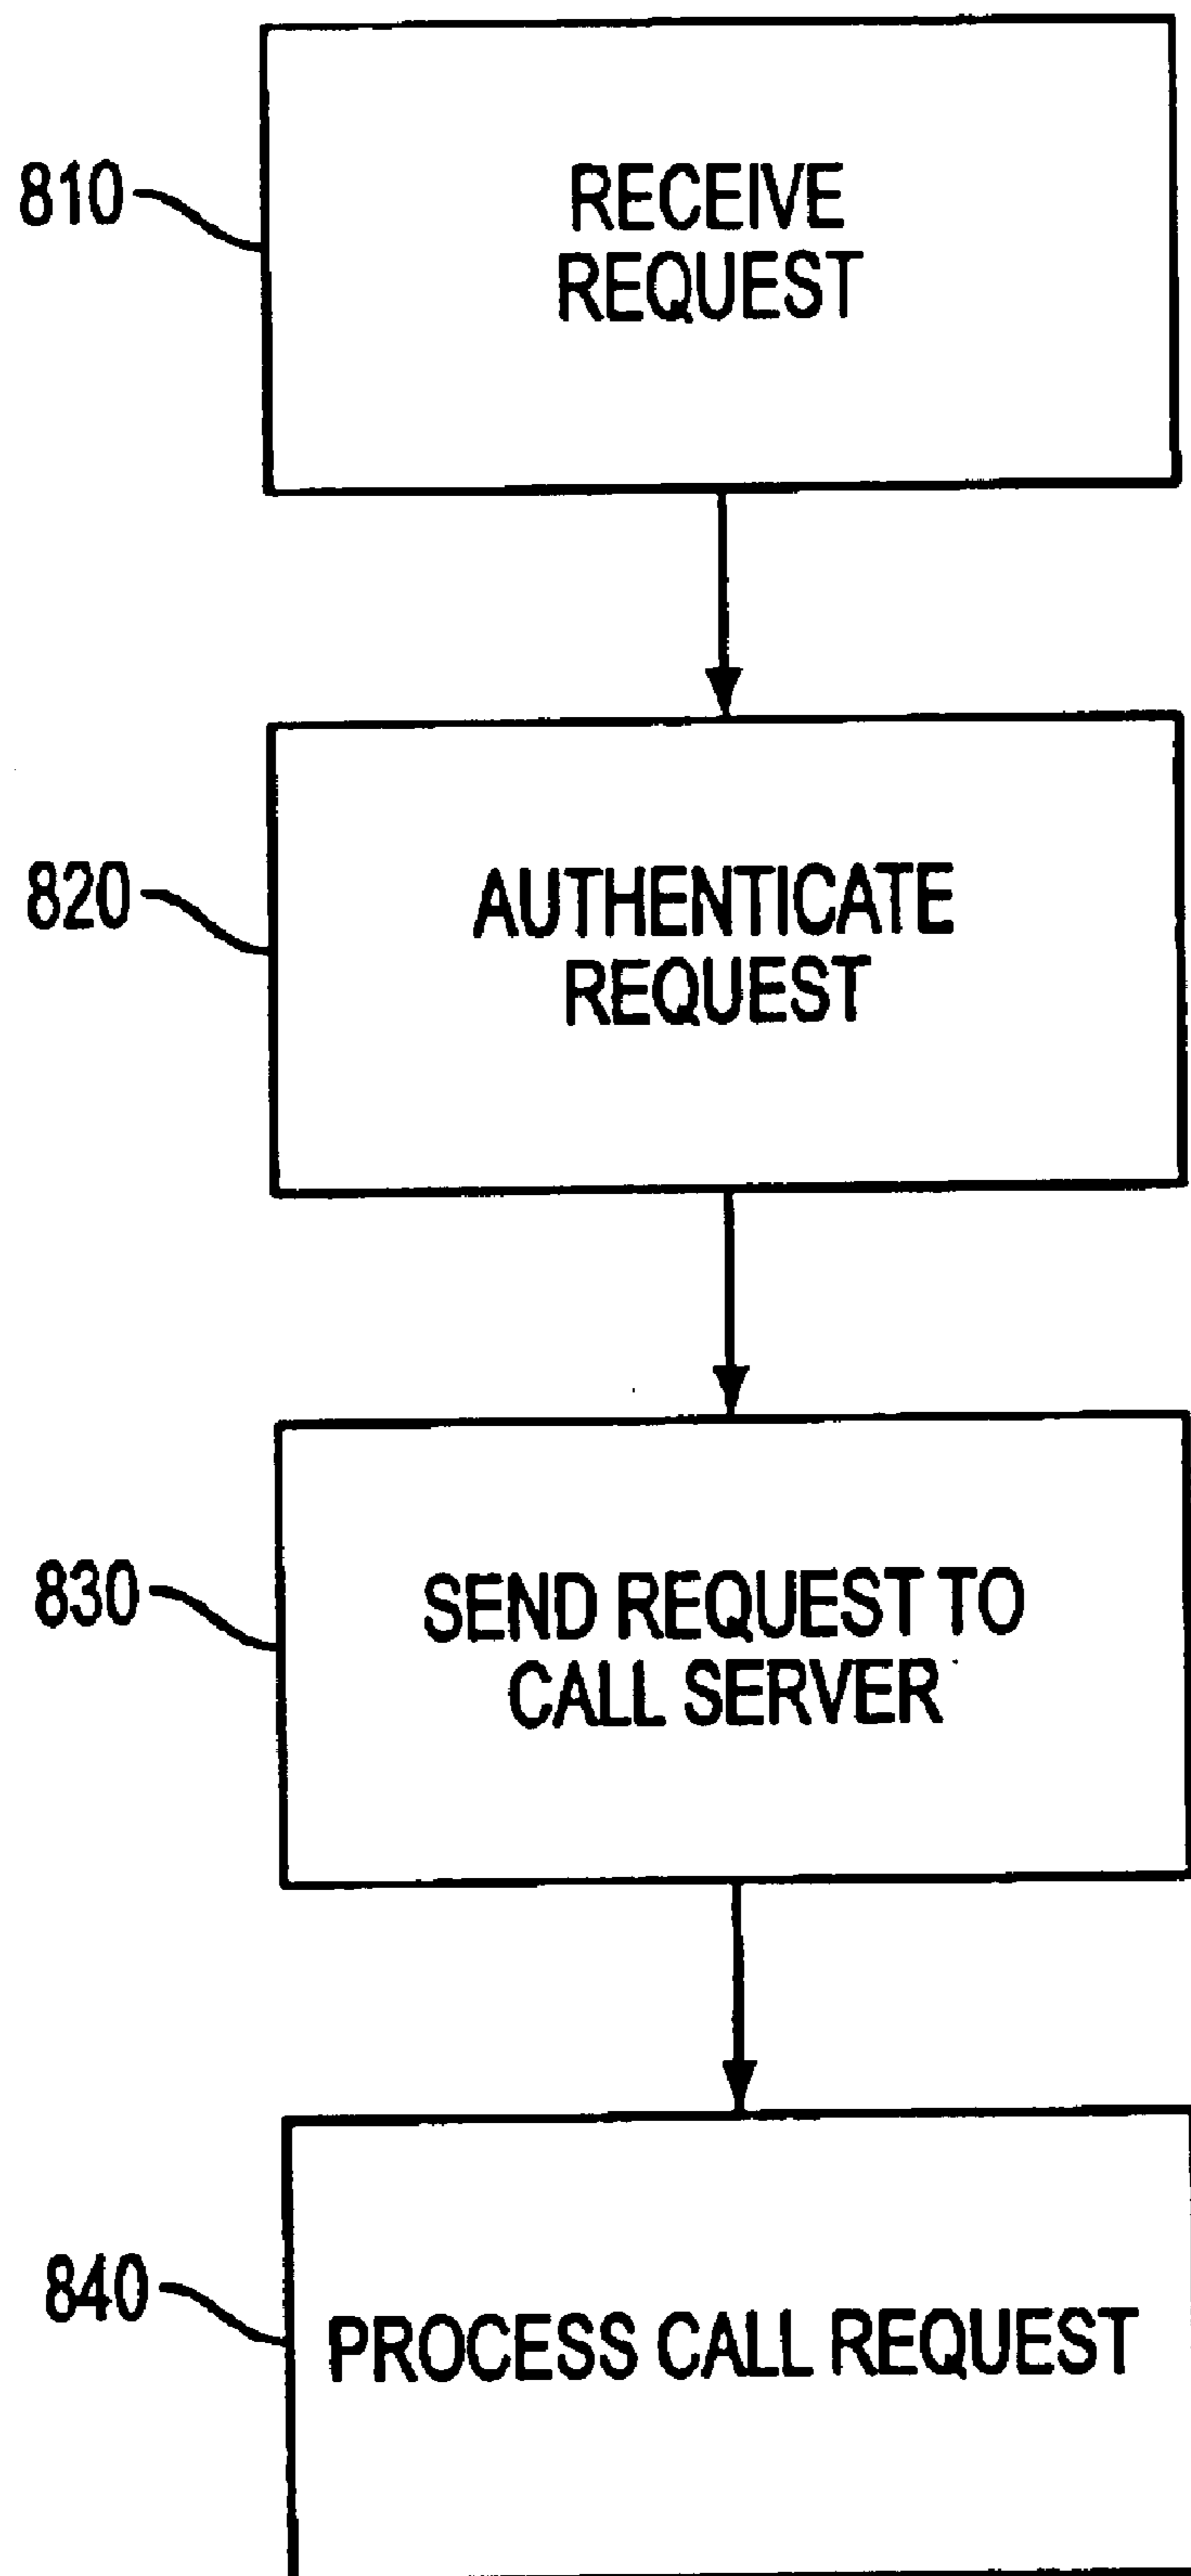 810
RECEIVE
REQUEST
820
AUTHENTICATE
REQUEST
830
SEND REQUEST TO
CALL SERVER
840
PROCESS CALL REQUEST